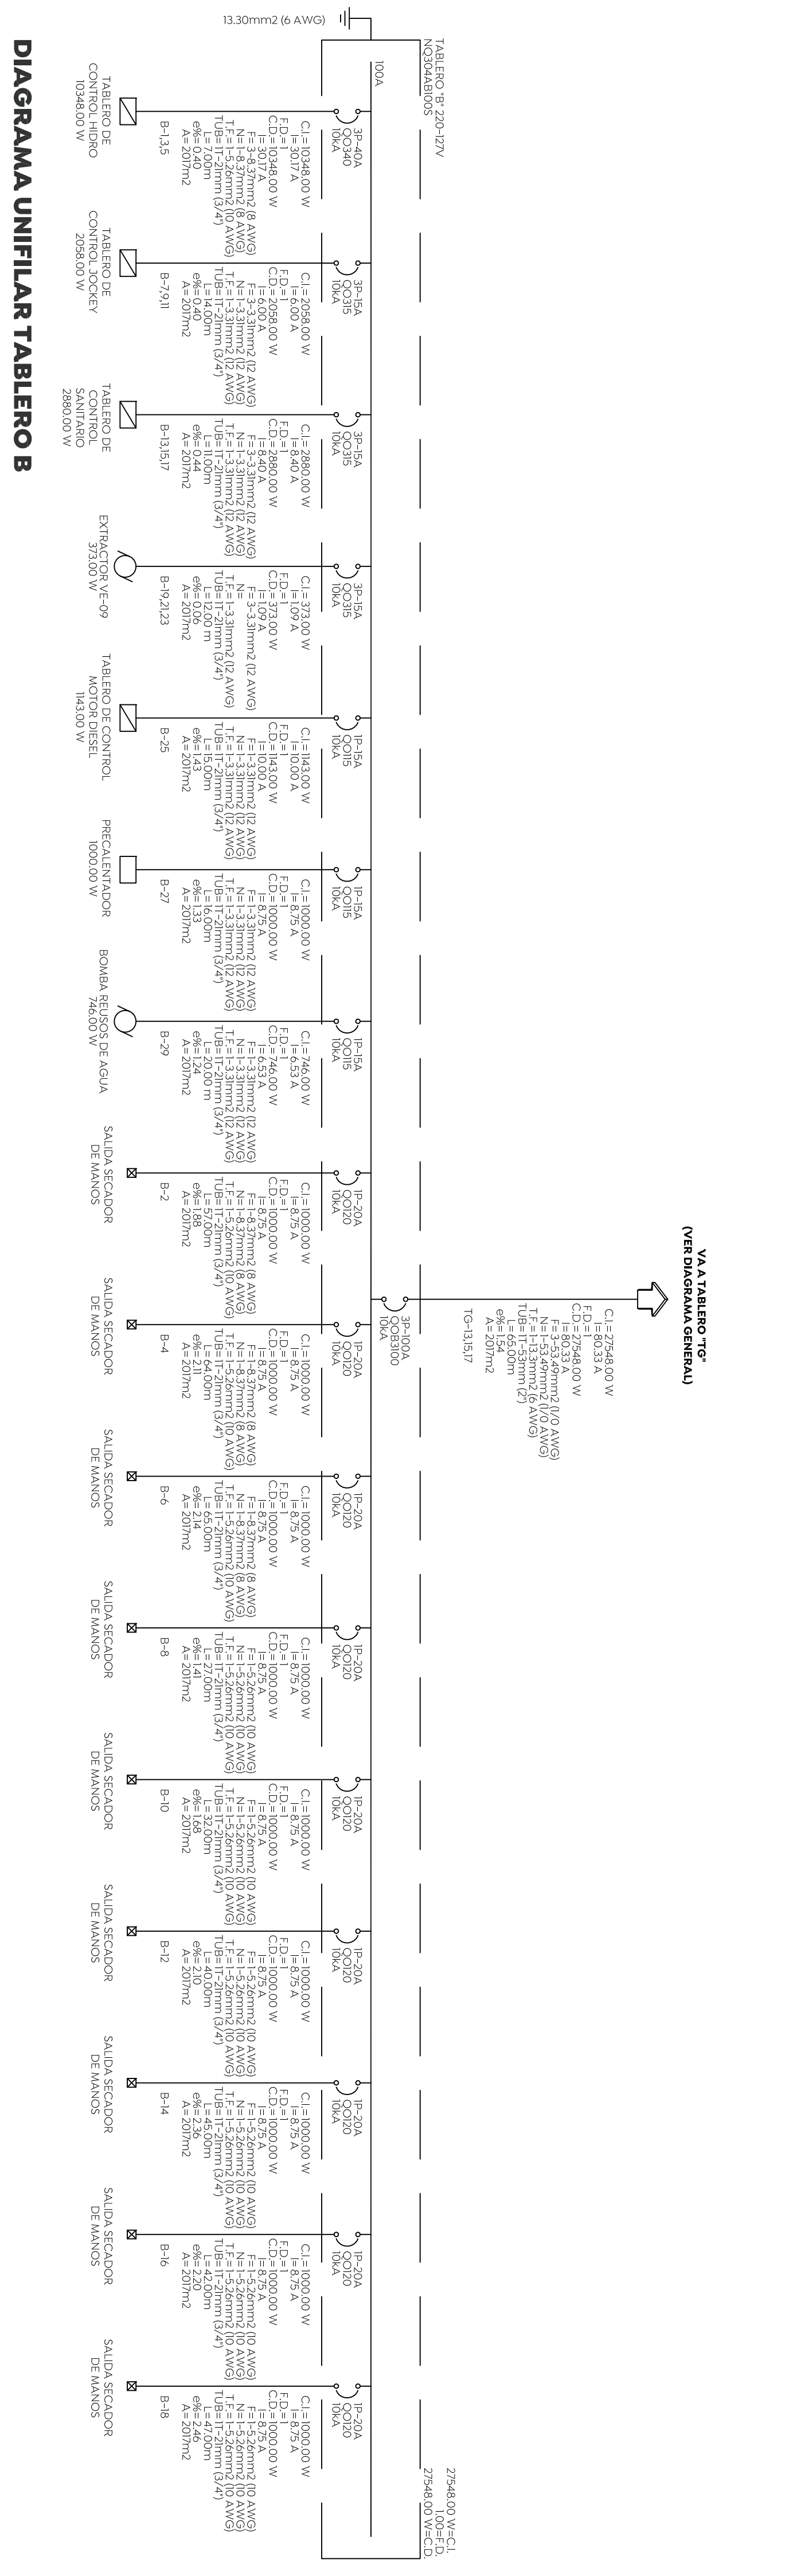 VA A TABLERO "TG"
(VER DIAGRAMA GENERAL)
C.I.= 27548.00 W
I= 80.33 A
F.D.=1
C.D.= 27548.00 W
I= 80.33 A
F= 3-53.49mm2 (1/0 AWG)
N= 1-53.49mm2 (1/0 AWG)
T.F.= 1-13.3mm2 (6 AWG)
TUB= 1T-53mm (2")
L= 65.00m
e%= 1.54
A= 2017m2
TG-13,15,17
3P-100A
QOB3100
10kA
TABLERO "B" 220-127V
NQ304AB100S
27548.00 W=C.I.
1.00=F.D.
27548.00 W=C.D.
100A
13.30mm2 (6 AWG)
3P-40A
QO340
10kA
C.I.= 10348.00 W
I= 30.17 A
F.D.=1
C.D.= 10348.00 W
I= 30.17 A
F= 3-8.37mm2 (8 AWG)
N= 1-8.37mm2 (8 AWG)
T.F.= 1-5.26mm2 (10 AWG)
TUB= 1T-21mm (3/4")
L= 7.00m
e%= 0.40
A= 2017m2
B-1,3,5
TABLERO DE
CONTROL HIDRO
10348.00 W
3P-15A
QO315
10kA
C.I.= 2058.00 W
I= 6.00 A
F.D.=1
C.D.= 2058.00 W
I= 6.00 A
F= 3-3.31mm2 (12 AWG)
N= 1-3.31mm2 (12 AWG)
T.F.= 1-3.31mm2 (12 AWG)
TUB= 1T-21mm (3/4")
L= 14.00m
e%= 0.40
A= 2017m2
B-7,9,11
TABLERO DE
CONTROL JOCKEY
2058.00 W
3P-15A
QO315
10kA
C.I.= 2880.00 W
I= 8.40 A
F.D.=1
C.D.= 2880.00 W
I= 8.40 A
F= 3-3.31mm2 (12 AWG)
N= 1-3.31mm2 (12 AWG)
T.F.= 1-3.31mm2 (12 AWG)
TUB= 1T-21mm (3/4")
L= 11.00m
e%= 0.44
A= 2017m2
B-13,15,17
TABLERO DE
CONTROL
SANITARIO
2880.00 W
3P-15A
QO315
10kA
C.I.= 373.00 W
I= 1.09 A
F.D.=1
C.D.= 373.00 W
I= 1.09 A
F= 3-3.31mm2 (12 AWG)
N=
T.F.= 1-3.31mm2 (12 AWG)
TUB= 1T-21mm (3/4")
L= 12.00 m
e%= 0.06
A= 2017m2
B-19,21,23
EXTRACTOR VE-09
373.00 W
1P-15A
QO115
10kA
C.I.= 1143.00 W
I= 10.00 A
F.D.=1
C.D.= 1143.00 W
I= 10.00 A
F= 1-3.31mm2 (12 AWG)
N= 1-3.31mm2 (12 AWG)
T.F.= 1-3.31mm2 (12 AWG)
TUB= 1T-21mm (3/4")
L= 15.00m
e%= 1.43
A= 2017m2
B-25
TABLERO DE CONTROL
MOTOR DIESEL
1143.00 W
1P-15A
QO115
10kA
C.I.= 1000.00 W
I= 8.75 A
F.D.=1
C.D.= 1000.00 W
I= 8.75 A
F= 1-3.31mm2 (12 AWG)
N= 1-3.31mm2 (12 AWG)
T.F.= 1-3.31mm2 (12 AWG)
TUB= 1T-21mm (3/4")
L= 16.00m
e%= 1.33
A= 2017m2
B-27
PRECALENTADOR
1000.00 W
1P-15A
QO115
10kA
C.I.= 746.00 W
I= 6.53 A
F.D.=1
C.D.= 746.00 W
I= 6.53 A
F= 1-3.31mm2 (12 AWG)
N= 1-3.31mm2 (12 AWG)
T.F.= 1-3.31mm2 (12 AWG)
TUB= 1T-21mm (3/4")
L= 20.00 m
e%= 1.24
A= 2017m2
B-29
BOMBA REUSOS DE AGUA
746.00 W
1P-20A
QO120
10kA
C.I.= 1000.00 W
I= 8.75 A
F.D.=1
C.D.= 1000.00 W
I= 8.75 A
F= 1-8.37mm2 (8 AWG)
N= 1-8.37mm2 (8 AWG)
T.F.= 1-5.26mm2 (10 AWG)
TUB= 1T-21mm (3/4")
L= 57.00m
e%= 1.88
A= 2017m2
B-2
SALIDA SECADOR
DE MANOS
1P-20A
QO120
10kA
C.I.= 1000.00 W
I= 8.75 A
F.D.=1
C.D.= 1000.00 W
I= 8.75 A
F= 1-8.37mm2 (8 AWG)
N= 1-8.37mm2 (8 AWG)
T.F.= 1-5.26mm2 (10 AWG)
TUB= 1T-21mm (3/4")
L= 64.00m
e%= 2.11
A= 2017m2
B-4
SALIDA SECADOR
DE MANOS
1P-20A
QO120
10kA
C.I.= 1000.00 W
I= 8.75 A
F.D.=1
C.D.= 1000.00 W
I= 8.75 A
F= 1-8.37mm2 (8 AWG)
N= 1-8.37mm2 (8 AWG)
T.F.= 1-5.26mm2 (10 AWG)
TUB= 1T-21mm (3/4")
L= 65.00m
e%= 2.14
A= 2017m2
B-6
SALIDA SECADOR
DE MANOS
1P-20A
QO120
10kA
C.I.= 1000.00 W
I= 8.75 A
F.D.=1
C.D.= 1000.00 W
I= 8.75 A
F= 1-5.26mm2 (10 AWG)
N= 1-5.26mm2 (10 AWG)
T.F.= 1-5.26mm2 (10 AWG)
TUB= 1T-21mm (3/4")
L= 27.00m
e%= 1.41
A= 2017m2
B-8
SALIDA SECADOR
DE MANOS
1P-20A
QO120
10kA
C.I.= 1000.00 W
I= 8.75 A
F.D.=1
C.D.= 1000.00 W
I= 8.75 A
F= 1-5.26mm2 (10 AWG)
N= 1-5.26mm2 (10 AWG)
T.F.= 1-5.26mm2 (10 AWG)
TUB= 1T-21mm (3/4")
L= 32.00m
e%= 1.68
A= 2017m2
B-10
SALIDA SECADOR
DE MANOS
1P-20A
QO120
10kA
C.I.= 1000.00 W
I= 8.75 A
F.D.=1
C.D.= 1000.00 W
I= 8.75 A
F= 1-5.26mm2 (10 AWG)
N= 1-5.26mm2 (10 AWG)
T.F.= 1-5.26mm2 (10 AWG)
TUB= 1T-21mm (3/4")
L= 40.00m
e%= 2.10
A= 2017m2
B-12
SALIDA SECADOR
DE MANOS
1P-20A
QO120
10kA
C.I.= 1000.00 W
I= 8.75 A
F.D.=1
C.D.= 1000.00 W
I= 8.75 A
F= 1-5.26mm2 (10 AWG)
N= 1-5.26mm2 (10 AWG)
T.F.= 1-5.26mm2 (10 AWG)
TUB= 1T-21mm (3/4")
L= 45.00m
e%= 2.36
A= 2017m2
B-14
SALIDA SECADOR
DE MANOS
1P-20A
QO120
10kA
C.I.= 1000.00 W
I= 8.75 A
F.D.=1
C.D.= 1000.00 W
I= 8.75 A
F= 1-5.26mm2 (10 AWG)
N= 1-5.26mm2 (10 AWG)
T.F.= 1-5.26mm2 (10 AWG)
TUB= 1T-21mm (3/4")
L= 42.00m
e%= 2.20
A= 2017m2
B-16
SALIDA SECADOR
DE MANOS
1P-20A
QO120
10kA
C.I.= 1000.00 W
I= 8.75 A
F.D.=1
C.D.= 1000.00 W
I= 8.75 A
F= 1-5.26mm2 (10 AWG)
N= 1-5.26mm2 (10 AWG)
T.F.= 1-5.26mm2 (10 AWG)
TUB= 1T-21mm (3/4")
L= 47.00m
e%= 2.46
A= 2017m2
B-18
SALIDA SECADOR
DE MANOS
DIAGRAMA UNIFILAR TABLERO B